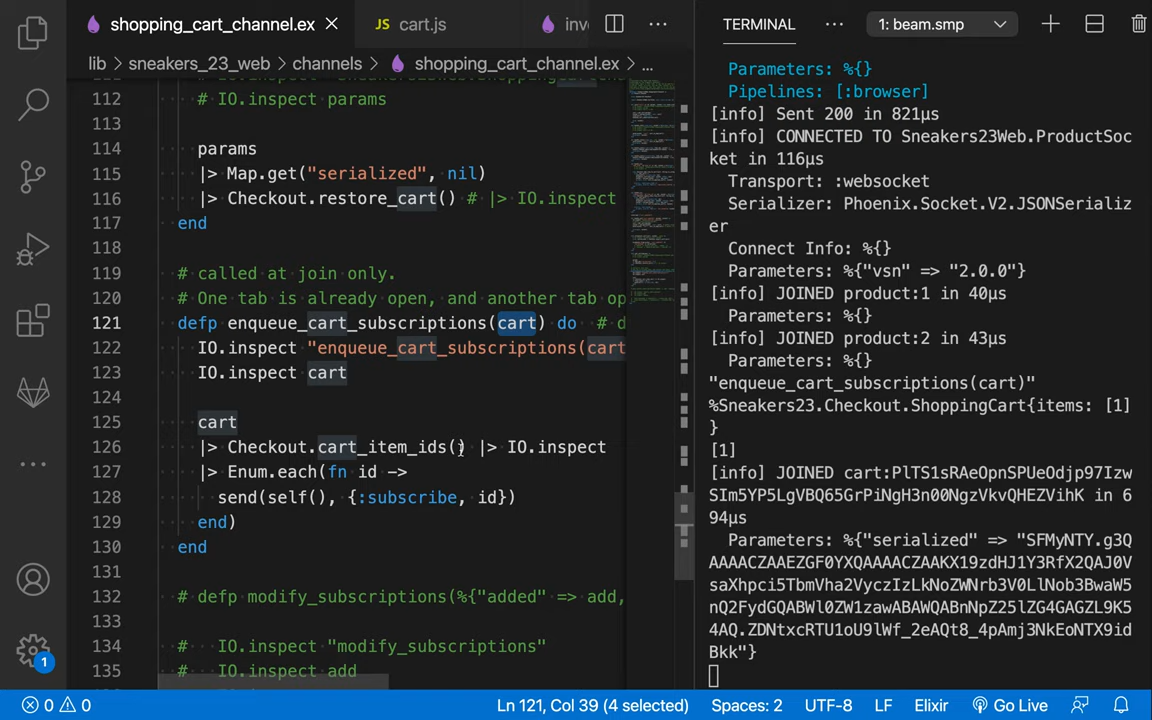 shopping_cart_channel.ex
JS cart.js
inv
lib > sneakers_23_web > channels > shopping_cart_channel.ex > ...
112 # IO.inspect params
113
114 params
115 |> Map.get("serialized", nil)
116 |> Checkout.restore_cart() # |> IO.inspect
117 end
118
119 # called at join only.
120 # One tab is already open, and another tab op
121 defp enqueue_cart_subscriptions(cart) do # d
122 IO.inspect "enqueue_cart_subscriptions(cart
123 IO.inspect cart
124
125 cart
126 |> Checkout.cart_item_ids() |> IO.inspect
127 |> Enum.each(fn id ->
128 send(self(), {:subscribe, id})
129 end)
130 end
131
132 # defp modify_subscriptions(%{"added" => add,
133
134 # IO.inspect "modify_subscriptions"
135 # IO.inspect add
1
TERMINAL
1: beam.smp
Parameters: %{}
Pipelines: [:browser]
[info] Sent 200 in 821µs
[info] CONNECTED TO Sneakers23Web.ProductSoc
ket in 116µs
Transport: :websocket
Serializer: Phoenix.Socket.V2.JSONSerializ
er
Connect Info: %{}
Parameters: %{"vsn" => "2.0.0"}
[info] JOINED product:1 in 40µs
Parameters: %{}
[info] JOINED product:2 in 43µs
Parameters: %{}
"enqueue_cart_subscriptions(cart)"
%Sneakers23.Checkout.ShoppingCart{items: [1]
}
[1]
[info] JOINED cart:PlTS1sRAeOpnSPUeOdjp97Izw
SIm5YP5LgVBQ65GrPiNgH3n00NgzVkvQHEZVihK in 6
94µs
Parameters: %{"serialized" => "SFMyNTY.g3Q
AAAACZAAEZGF0YXQAAAACZAAKX19zdHJ1Y3RfX2QAJ0V
saXhpci5TbmVha2VyczIzLkNoZWNrb3V0LlNob3BwaW5
nQ2FydGQABWl0ZW1zawABAWQABnNpZ25lZG4GAGZL9K5
4AQ.ZDNtxcRTU1oU9lWf_2eAQt8_4pAmj3NkEoNTX9id
Bkk"}
0 0
Ln 121, Col 39 (4 selected)
Spaces: 2
UTF-8
LF
Elixir
Go Live